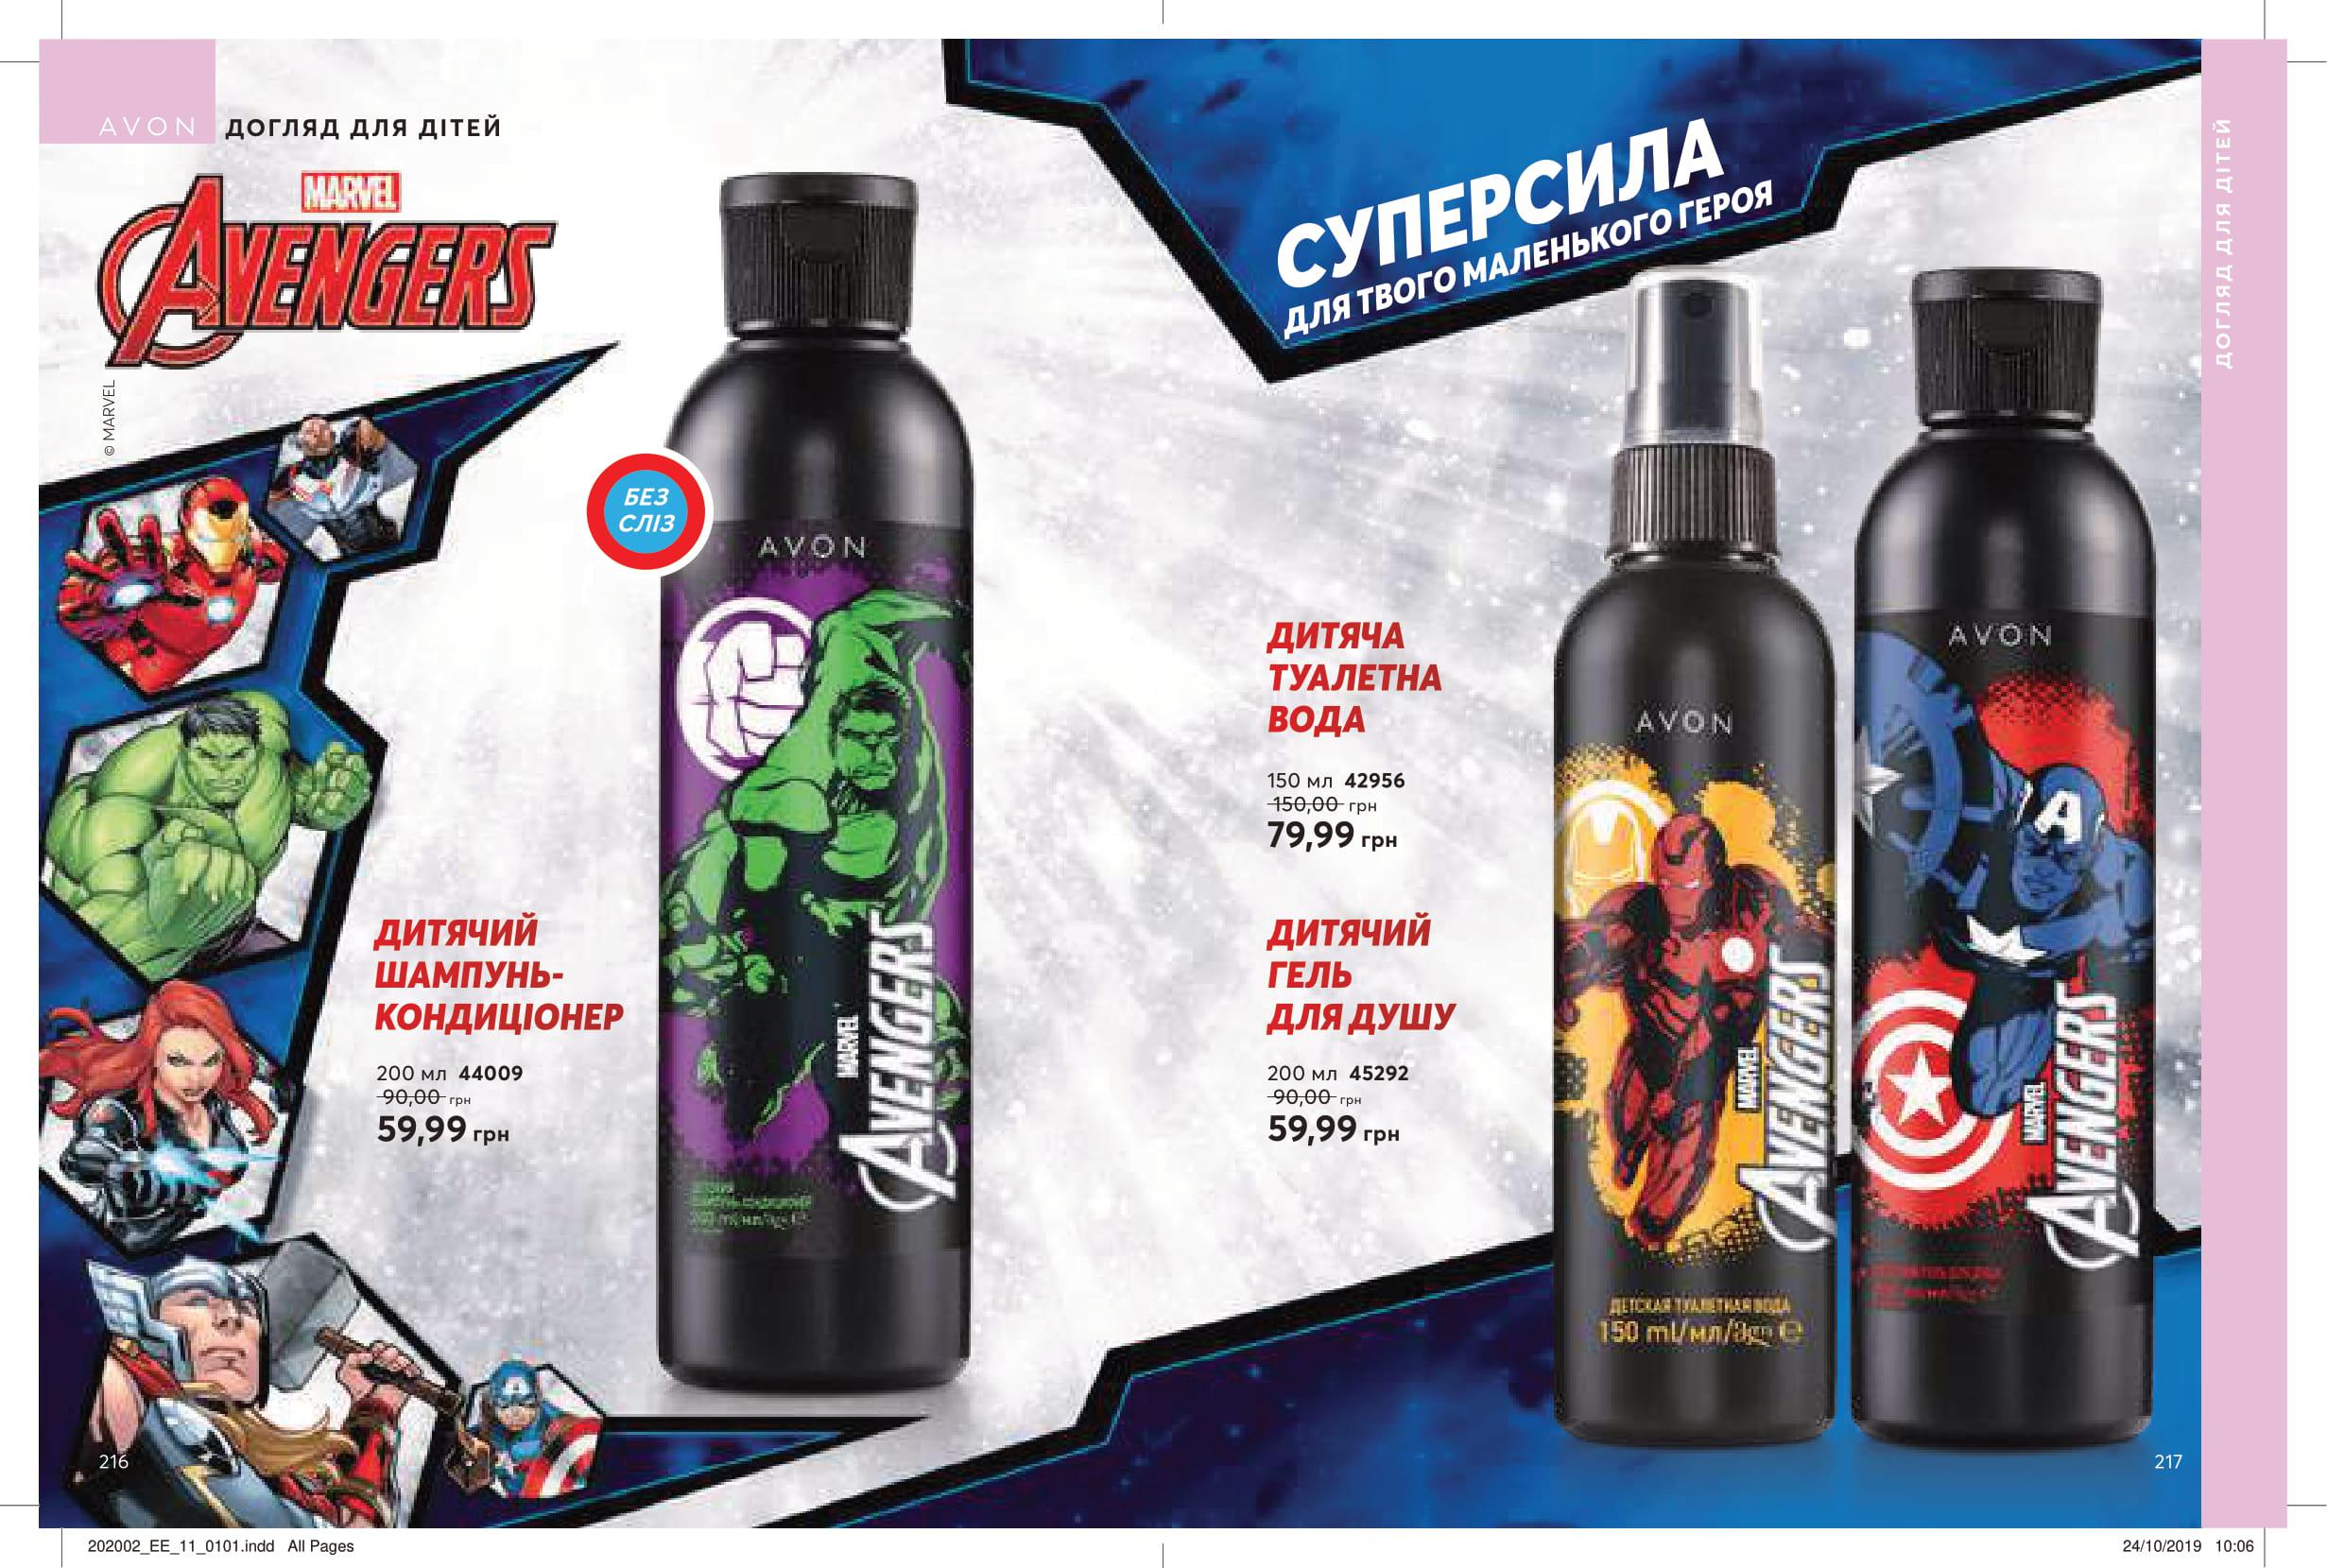 AVON ДОГЛЯД ДЛЯ ДІТЕЙ
MARVEL
AVENGERS
© MARVEL
БЕЗ
СЛІЗ
AVON
MARVEL
AVENGERS
ДИТЯЧИЙ
ШАМПУНЬ-
КОНДИЦІОНЕР
200 мл 44009
90,00 грн
59,99 грн
216
СУПЕРСИЛА
ДЛЯ ТВОГО МАЛЕНЬКОГО ГЕРОЯ
ДОГЛЯД ДЛЯ ДІТЕЙ
ДИТЯЧА
ТУАЛЕТНА
ВОДА
150 мл 42956
150,00 грн
79,99 грн
ДИТЯЧИЙ
ГЕЛЬ
ДЛЯ ДУШУ
200 мл 45292
90,00 грн
59,99 грн
AVON
MARVEL
AVENGERS
ДЕТСКАЯ ТУАЛЕТНАЯ ВОДА
150 ml/мл/
AVON
A
MARVEL
AVENGERS
217
202002_EE_11_0101.indd All Pages
24/10/2019 10:06